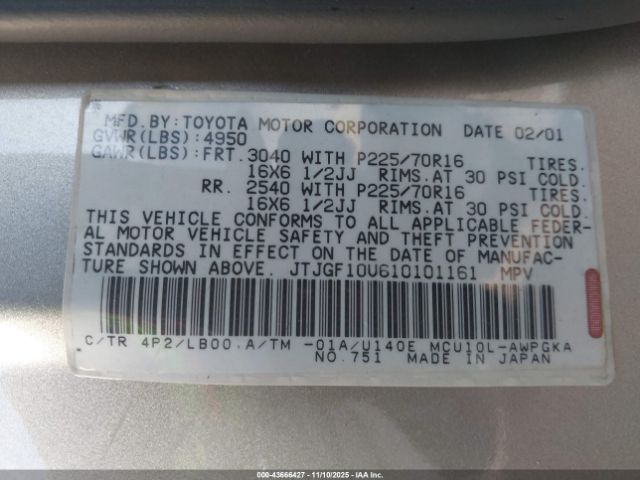 MFD.BY:TOYOTA MOTOR CORPORATION DATE 02/01
GVWR(LBS):4950
GAWR(LBS):FRT.3040 WITH P225/70R16 TIRES.
16X6 1/2JJ RIMS.AT 30 PSI COLD.
RR. 2540 WITH P225/70R16 TIRES.
16X6 1/2JJ RIMS.AT 30 PSI COLD.
THIS VEHICLE CONFORMS TO ALL APPLICABLE FEDER-
AL MOTOR VEHICLE SAFETY AND THEFT PREVENTION
STANDARDS IN EFFECT ON THE DATE OF MANUFAC-
TURE SHOWN ABOVE. JTJGF10U610101161 MPV
C/TR 4P2/LB00.A/TM -01A/U140E MCU10L-AWPGKA
NO.751 MADE IN JAPAN
000-43666427 - 11/10/2025 - IAAI.COM